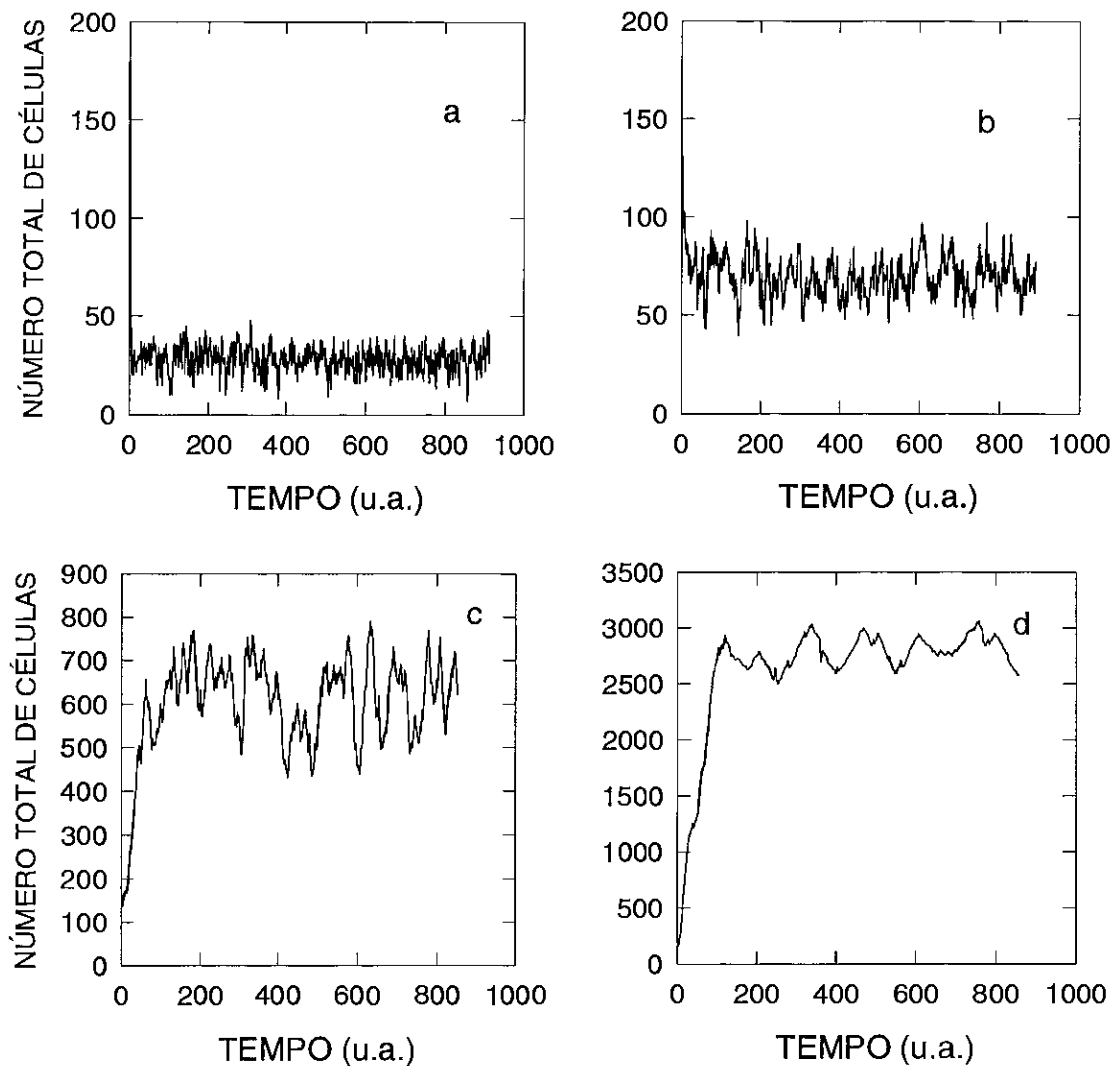 NÚMERO TOTAL DE CÉLULAS
200
150
100
50
0
a
0 200 400 600 800 1000
TEMPO (u.a.)
200
150
100
50
0
b
0 200 400 600 800 1000
TEMPO (u.a.)
NÚMERO TOTAL DE CÉLULAS
900
800
700
600
500
400
300
200
100
0
c
0 200 400 600 800 1000
TEMPO (u.a.)
3500
3000
2500
2000
1500
1000
500
0
d
0 200 400 600 800 1000
TEMPO (u.a.)